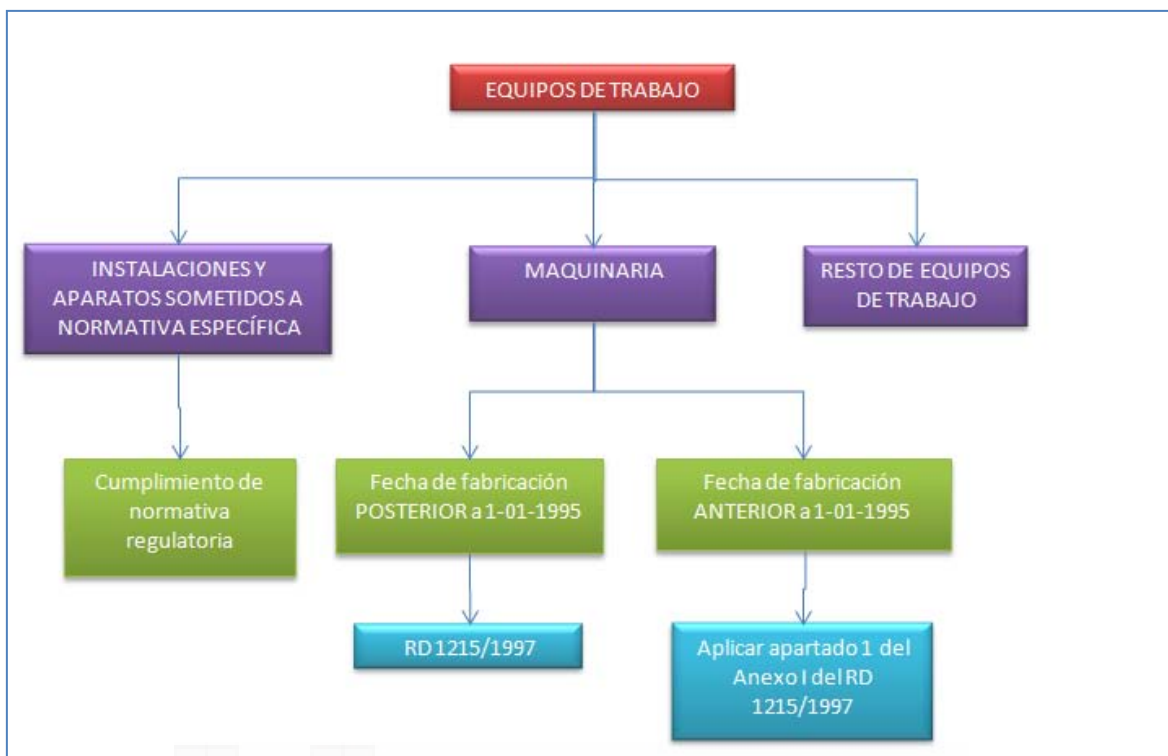 EQUIPOS DE TRABAJO
INSTALACIONES Y
APARATOS SOMETIDOS A
NORMATIVA ESPECÍFICA
MAQUINARIA
RESTO DE EQUIPOS
DE TRABAJO
Cumplimiento de
normativa
regulatoria
Fecha de fabricación
POSTERIOR a 1-01-1995
Fecha de fabricación
ANTERIOR a 1-01-1995
RD 1215/1997
Aplicar apartado 1 del
Anexo I del RD
1215/1997